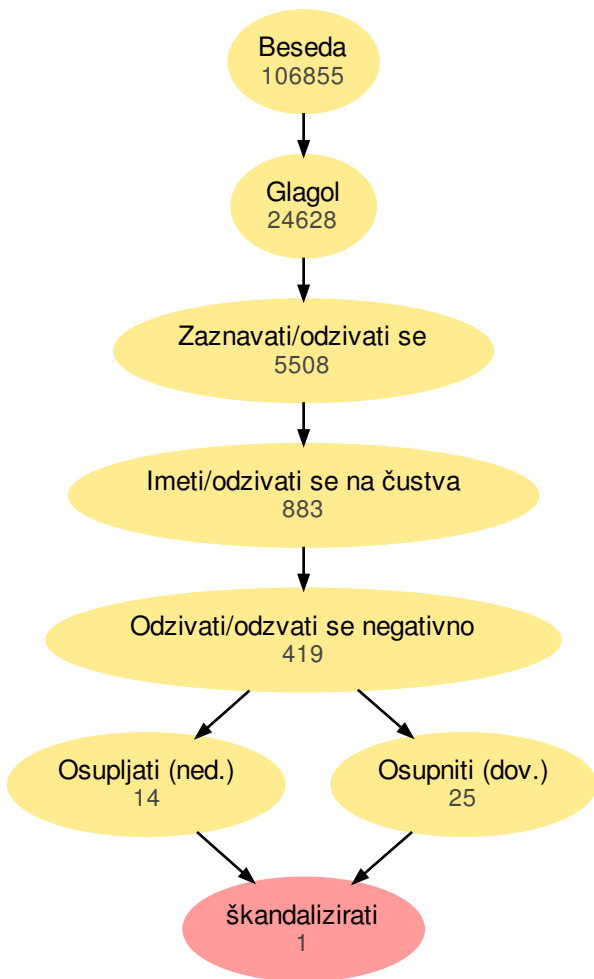 Beseda
106855
Glagol
24628
Zaznavati/odzivati se
5508
Imeti/odzivati se na čustva
883
Odzivati/odzvati se negativno
419
Osupljati (ned.)
14
Osupniti (dov.)
25
škandalizirati
1